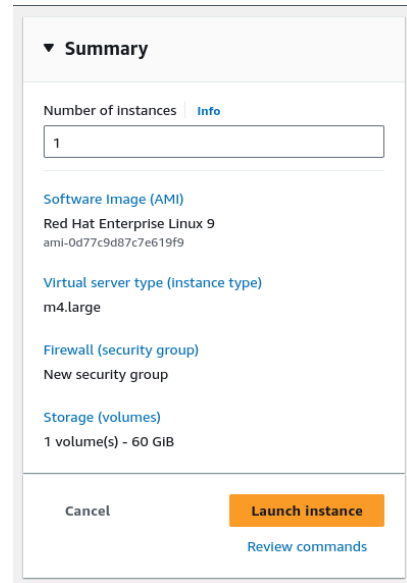 Summary
Number of instances Info
1
Software Image (AMI)
Red Hat Enterprise Linux 9
ami-0d77c9d87c7e619f9
Virtual server type (instance type)
m4.large
Firewall (security group)
New security group
Storage (volumes)
1 volume(s) - 60 GiB
Cancel Launch instance
Review commands